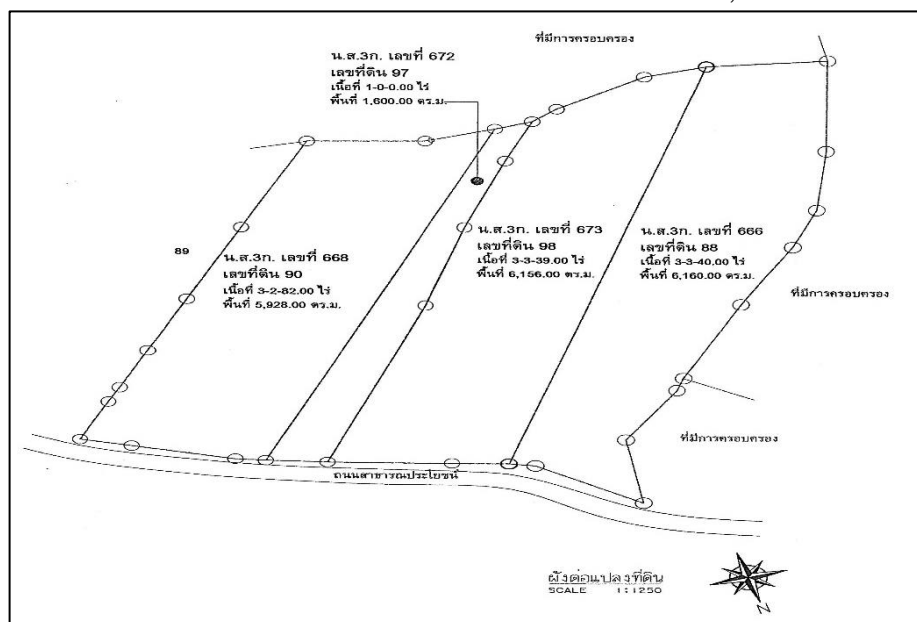 ที่มีการครอบครอง
น.ส.3ก. เลขที่ 672
เลขที่ดิน 97
เนื้อที่ 1-0-0.00 ไร่
พื้นที่ 1,600.00 ตร.ม.
89
น.ส.3ก. เลขที่ 668
เลขที่ดิน 90
เนื้อที่ 3-2-82.00 ไร่
พื้นที่ 5,928.00 ตร.ม.
น.ส.3ก. เลขที่ 673
เลขที่ดิน 98
เนื้อที่ 3-3-39.00 ไร่
พื้นที่ 6,156.00 ตร.ม.
น.ส.3ก. เลขที่ 666
เลขที่ดิน 88
เนื้อที่ 3-3-40.00 ไร่
พื้นที่ 6,160.00 ตร.ม.
ที่มีการครอบครอง
ที่มีการครอบครอง
ถนนสาธารณประโยชน์
ผังต่อแปลงที่ดิน
SCALE 1:1250
N